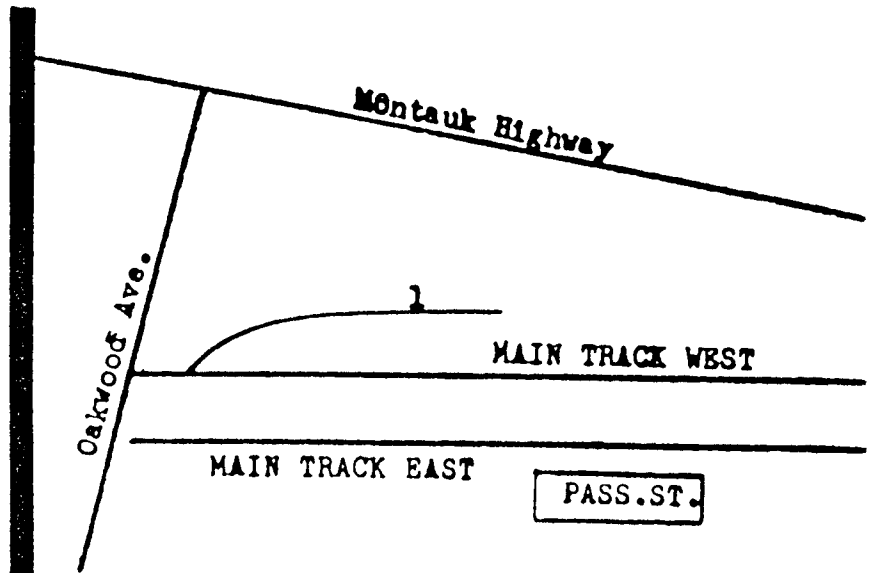 Montauk Highway
Oakwood Ave.
1
MAIN TRACK WEST
MAIN TRACK EAST
PASS.ST.